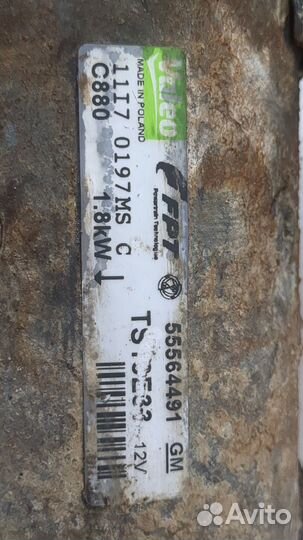 Valeo
MADE IN POLAND
FPT
Powertrain Technologies
55564491 GM
12V
11I7 0197MS C
C880 1.8kW
Avito